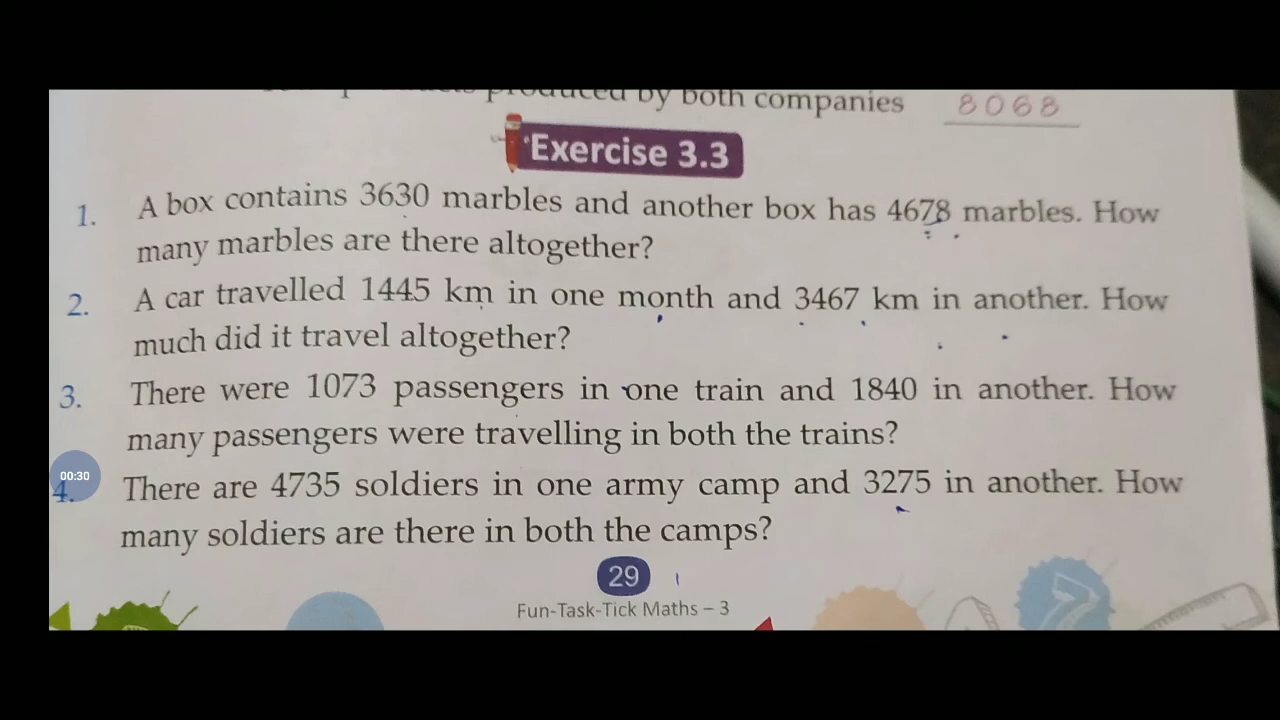 produced by both companies 8068
Exercise 3.3
1. A box contains 3630 marbles and another box has 4678 marbles. How
many marbles are there altogether?
2. A car travelled 1445 km in one month and 3467 km in another. How
much did it travel altogether?
3. There were 1073 passengers in one train and 1840 in another. How
many passengers were travelling in both the trains?
00:30
4. There are 4735 soldiers in one army camp and 3275 in another. How
many soldiers are there in both the camps?
29
Fun-Task-Tick Maths – 3